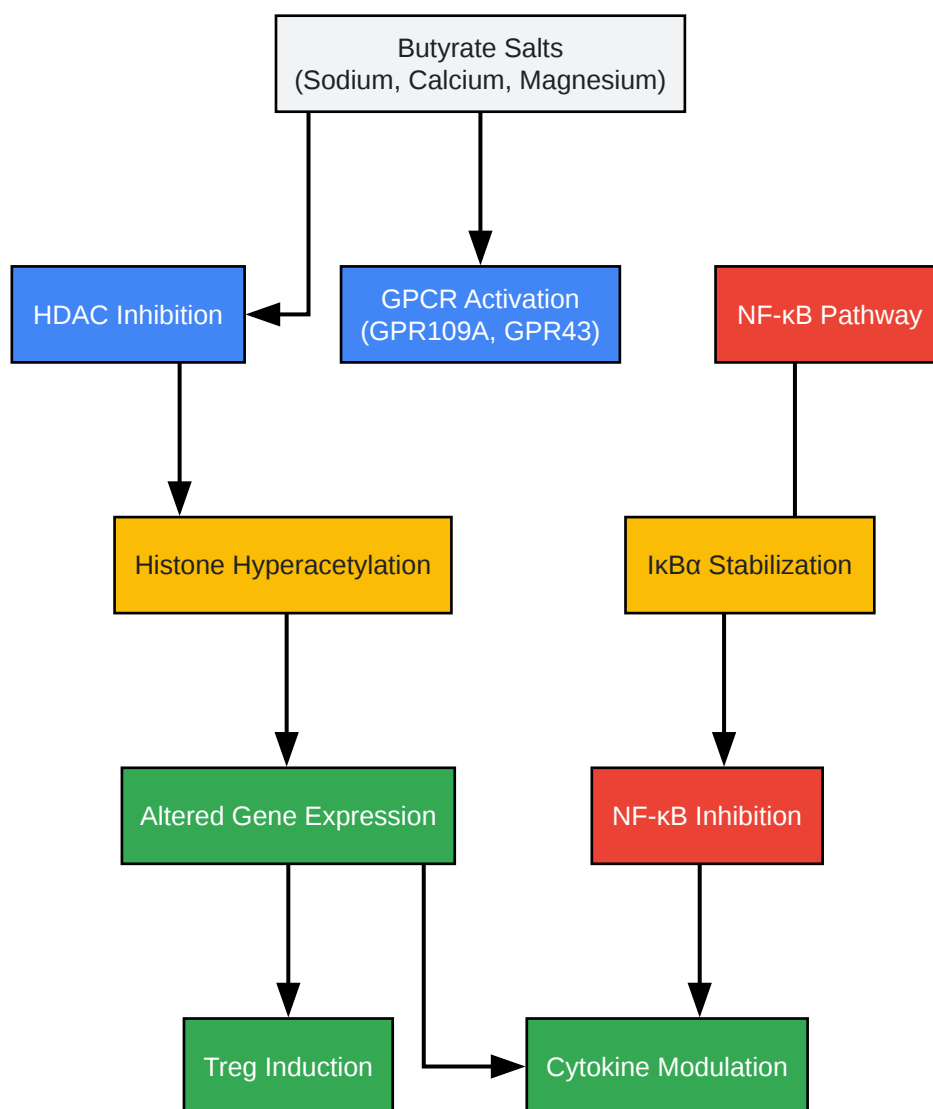 Butyrate Salts
(Sodium, Calcium, Magnesium)
HDAC Inhibition
GPCR Activation
(GPR109A, GPR43)
NF-κB Pathway
Histone Hyperacetylation
IκBα Stabilization
Altered Gene Expression
NF-κB Inhibition
Treg Induction
Cytokine Modulation